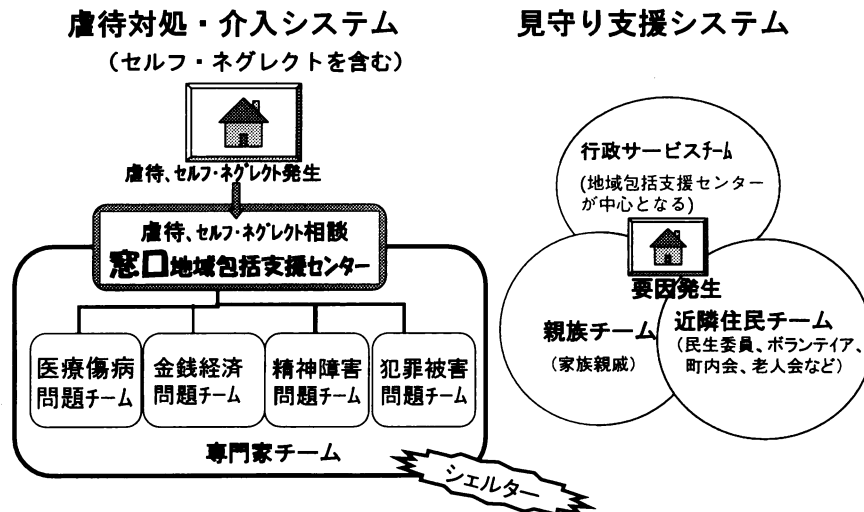 虐待対処・介入システム
(セルフ・ネグレクトを含む)
虐待、セルフ・ネグレクト発生
虐待、セルフ・ネグレクト相談
窓口地域包括支援センター
医療傷病
問題チーム
金銭経済
問題チーム
精神障害
問題チーム
犯罪被害
問題チーム
専門家チーム
シェルター
見守り支援システム
行政サービスチーム
(地域包括支援センター
が中心となる)
要因発生
親族チーム
(家族親戚)
近隣住民チーム
(民生委員、ボランテイア、
町内会、老人会など)